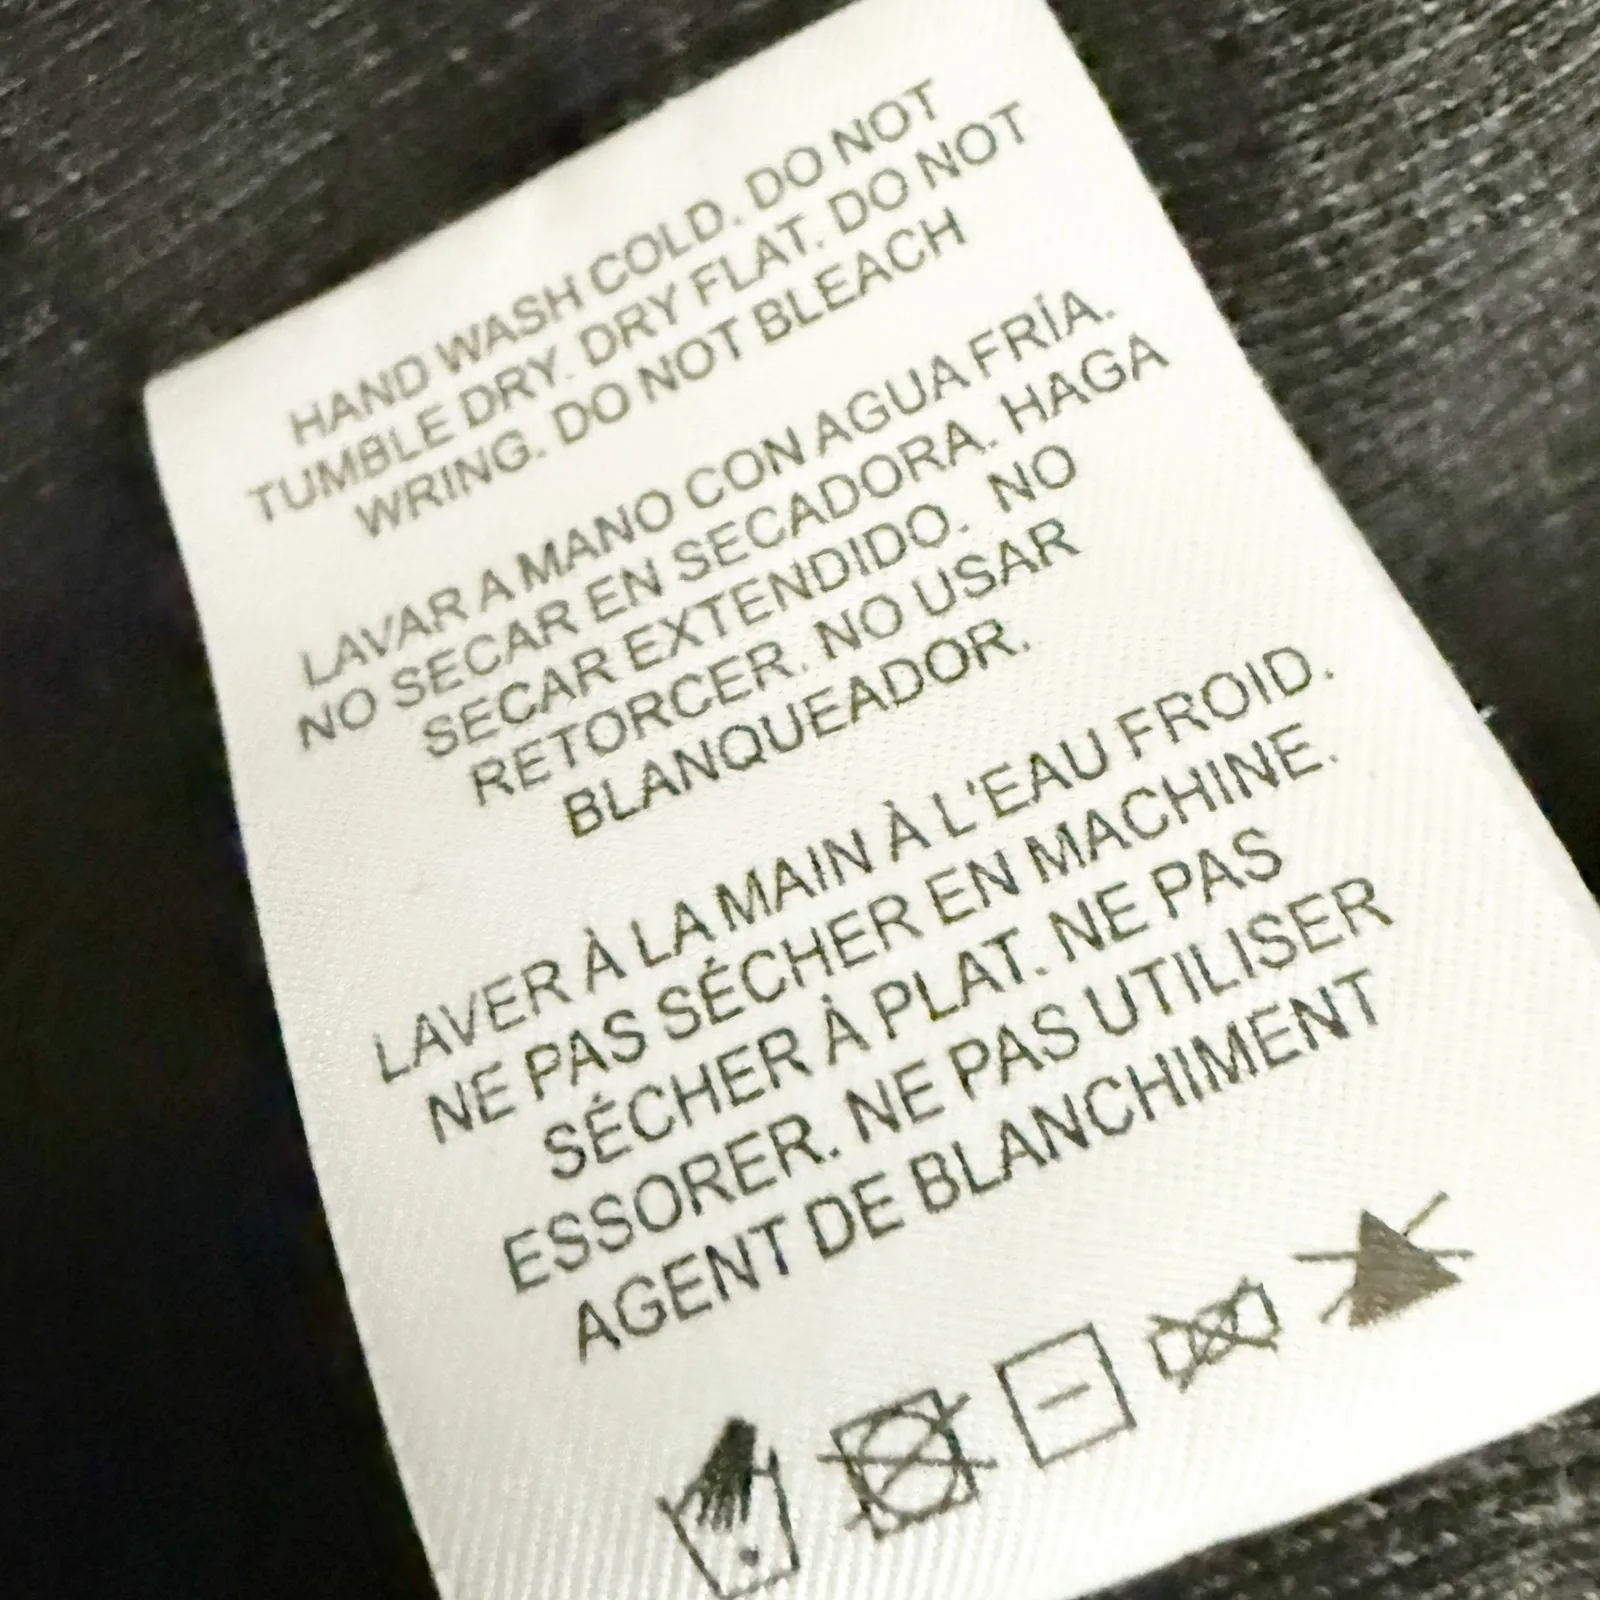 HAND WASH COLD. DO NOT
TUMBLE DRY. DRY FLAT. DO NOT
WRING. DO NOT BLEACH
LAVAR A MANO CON AGUA FRÍA.
NO SECAR EN SECADORA. HAGA
SECAR EXTENDIDO. NO
RETORCER. NO USAR
BLANQUEADOR.
LAVER À LA MAIN À L'EAU FROID.
NE PAS SÉCHER EN MACHINE.
SÉCHER À PLAT. NE PAS
ESSORER. NE PAS UTILISER
AGENT DE BLANCHIMENT